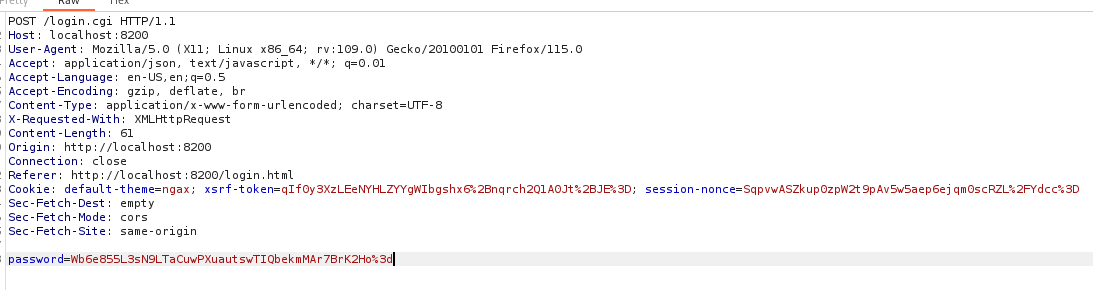 Raw
POST /login.cgi HTTP/1.1
Host: localhost:8200
User-Agent: Mozilla/5.0 (X11; Linux x86_64; rv:109.0) Gecko/20100101 Firefox/115.0
Accept: application/json, text/javascript, */*; q=0.01
Accept-Language: en-US,en;q=0.5
Accept-Encoding: gzip, deflate, br
Content-Type: application/x-www-form-urlencoded; charset=UTF-8
X-Requested-With: XMLHttpRequest
Content-Length: 61
Origin: http://localhost:8200
Connection: close
Referer: http://localhost:8200/login.html
Cookie: default-theme=ngax; xsrf-token=qIf0y3XzLEeNYHLZYYgWIbgshx6%2Bnqrch2Q1A0Jt%2BJE%3D; session-nonce=SqpvwASZkup0zpW2t9pAv5w5aep6ejqm0scRZL%2FYdcc%3D
Sec-Fetch-Dest: empty
Sec-Fetch-Mode: cors
Sec-Fetch-Site: same-origin
password=Wb6e855L3sN9LTaCuwPXuautswTIQbekmMAr7BrK2Ho%3d